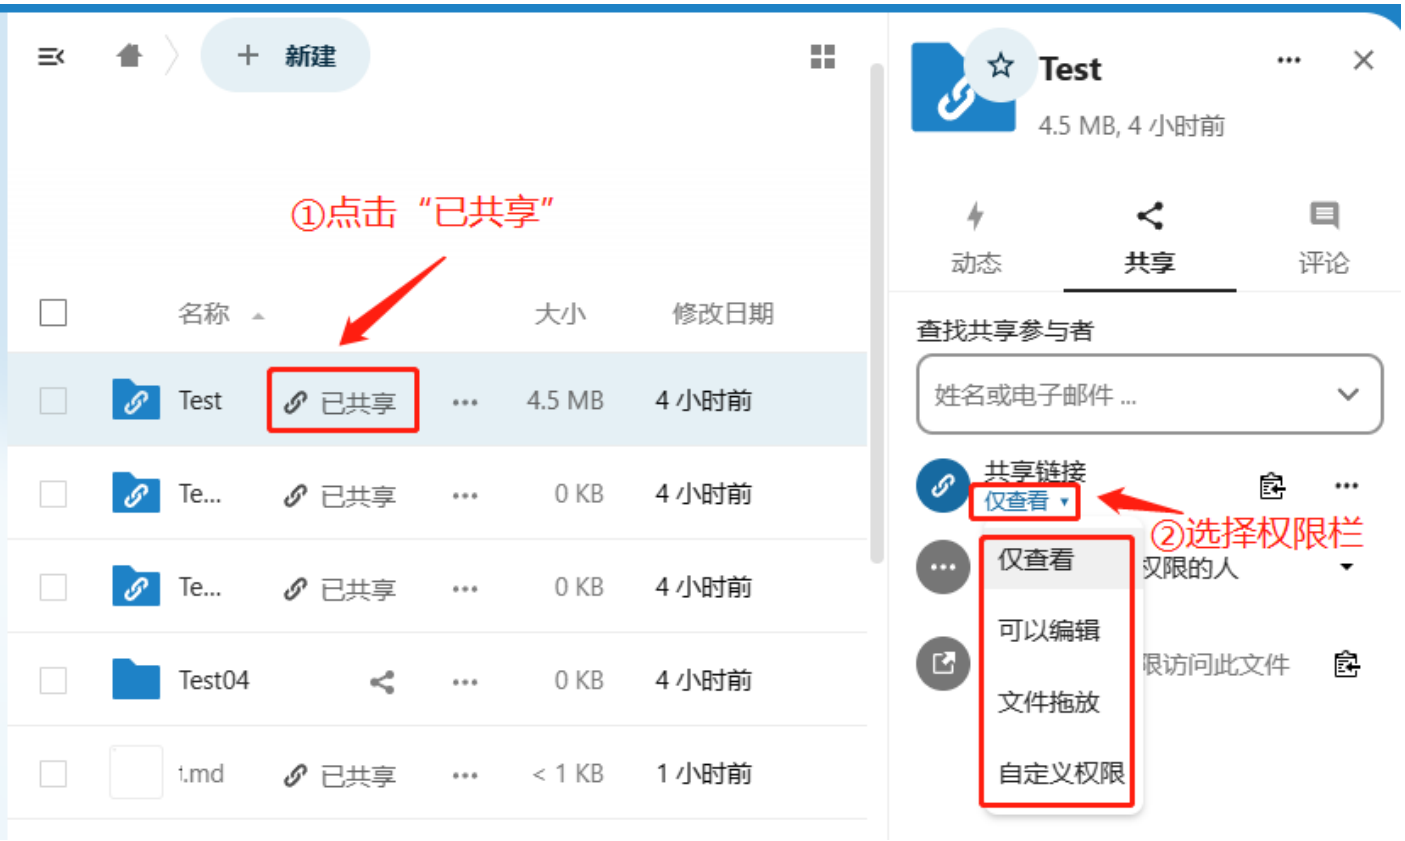 新建
①点击“已共享”
名称 大小 修改日期
Test 已共享 4.5 MB 4 小时前
Te... 已共享 0 KB 4 小时前
Te... 已共享 0 KB 4 小时前
Test04 0 KB 4 小时前
.md 已共享 < 1 KB 1 小时前
Test
4.5 MB, 4 小时前
动态 共享 评论
查找共享参与者
姓名或电子邮件 ...
共享链接
仅查看
②选择权限栏
仅查看
权限的人
可以编辑
限访问此文件
文件拖放
自定义权限